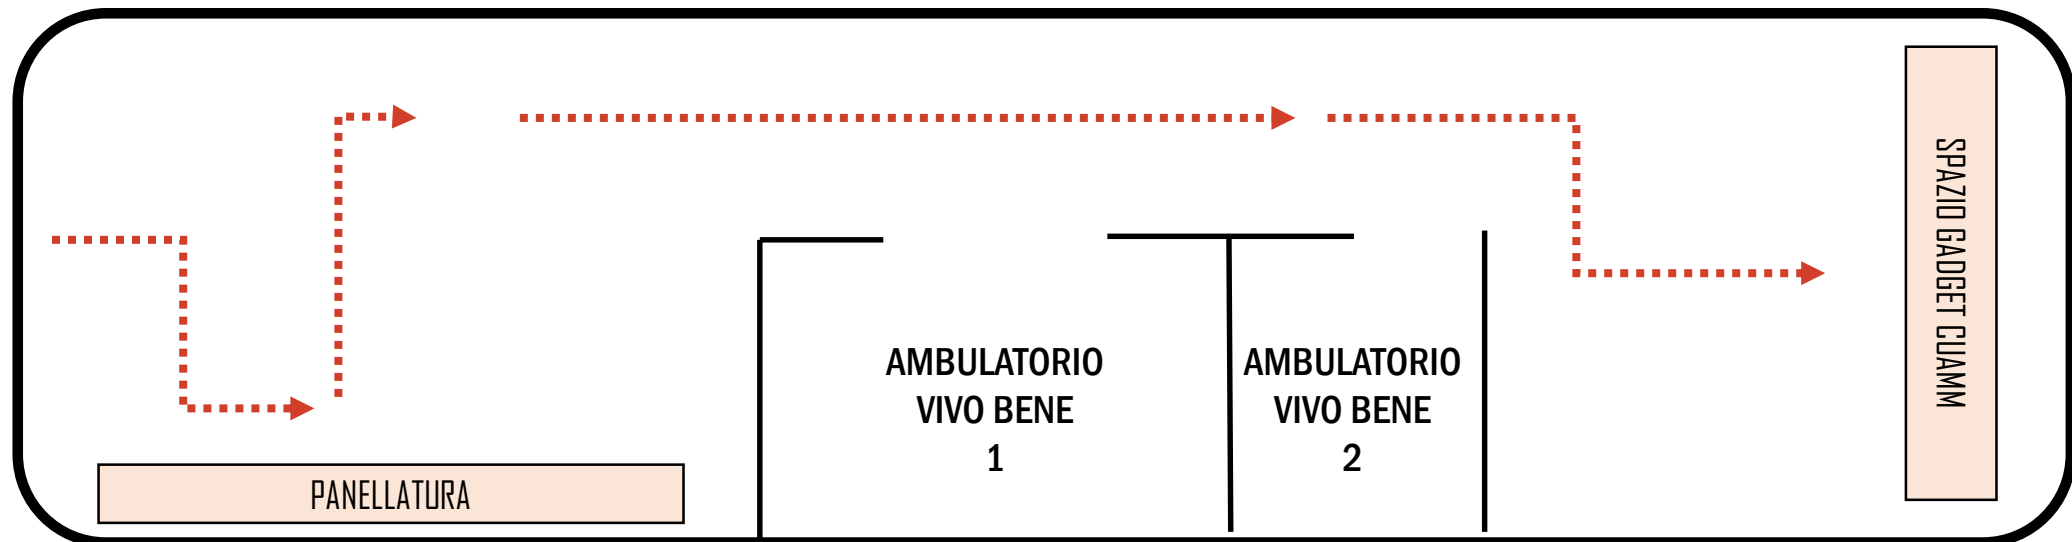 PANELLATURA
AMBULATORIO
VIVO BENE
1
AMBULATORIO
VIVO BENE
2
SPAZIO GADGET CUAMM